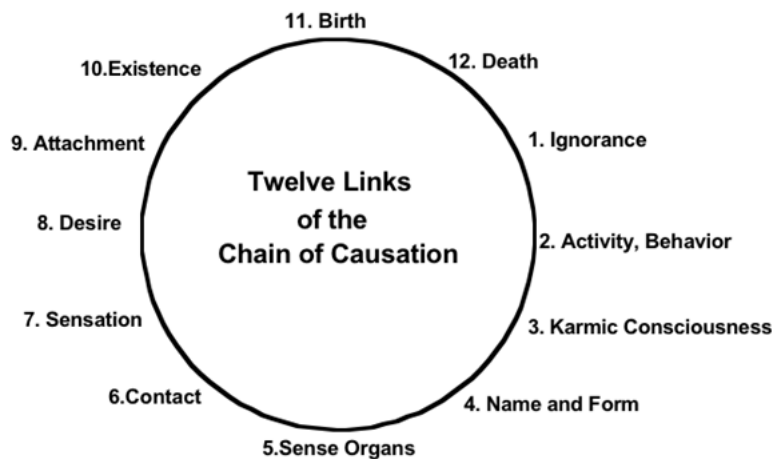 11. Birth
12. Death
10.Existence
1. Ignorance
9. Attachment
Twelve Links
of the
Chain of Causation
8. Desire
2. Activity, Behavior
7. Sensation
3. Karmic Consciousness
6.Contact
4. Name and Form
5.Sense Organs